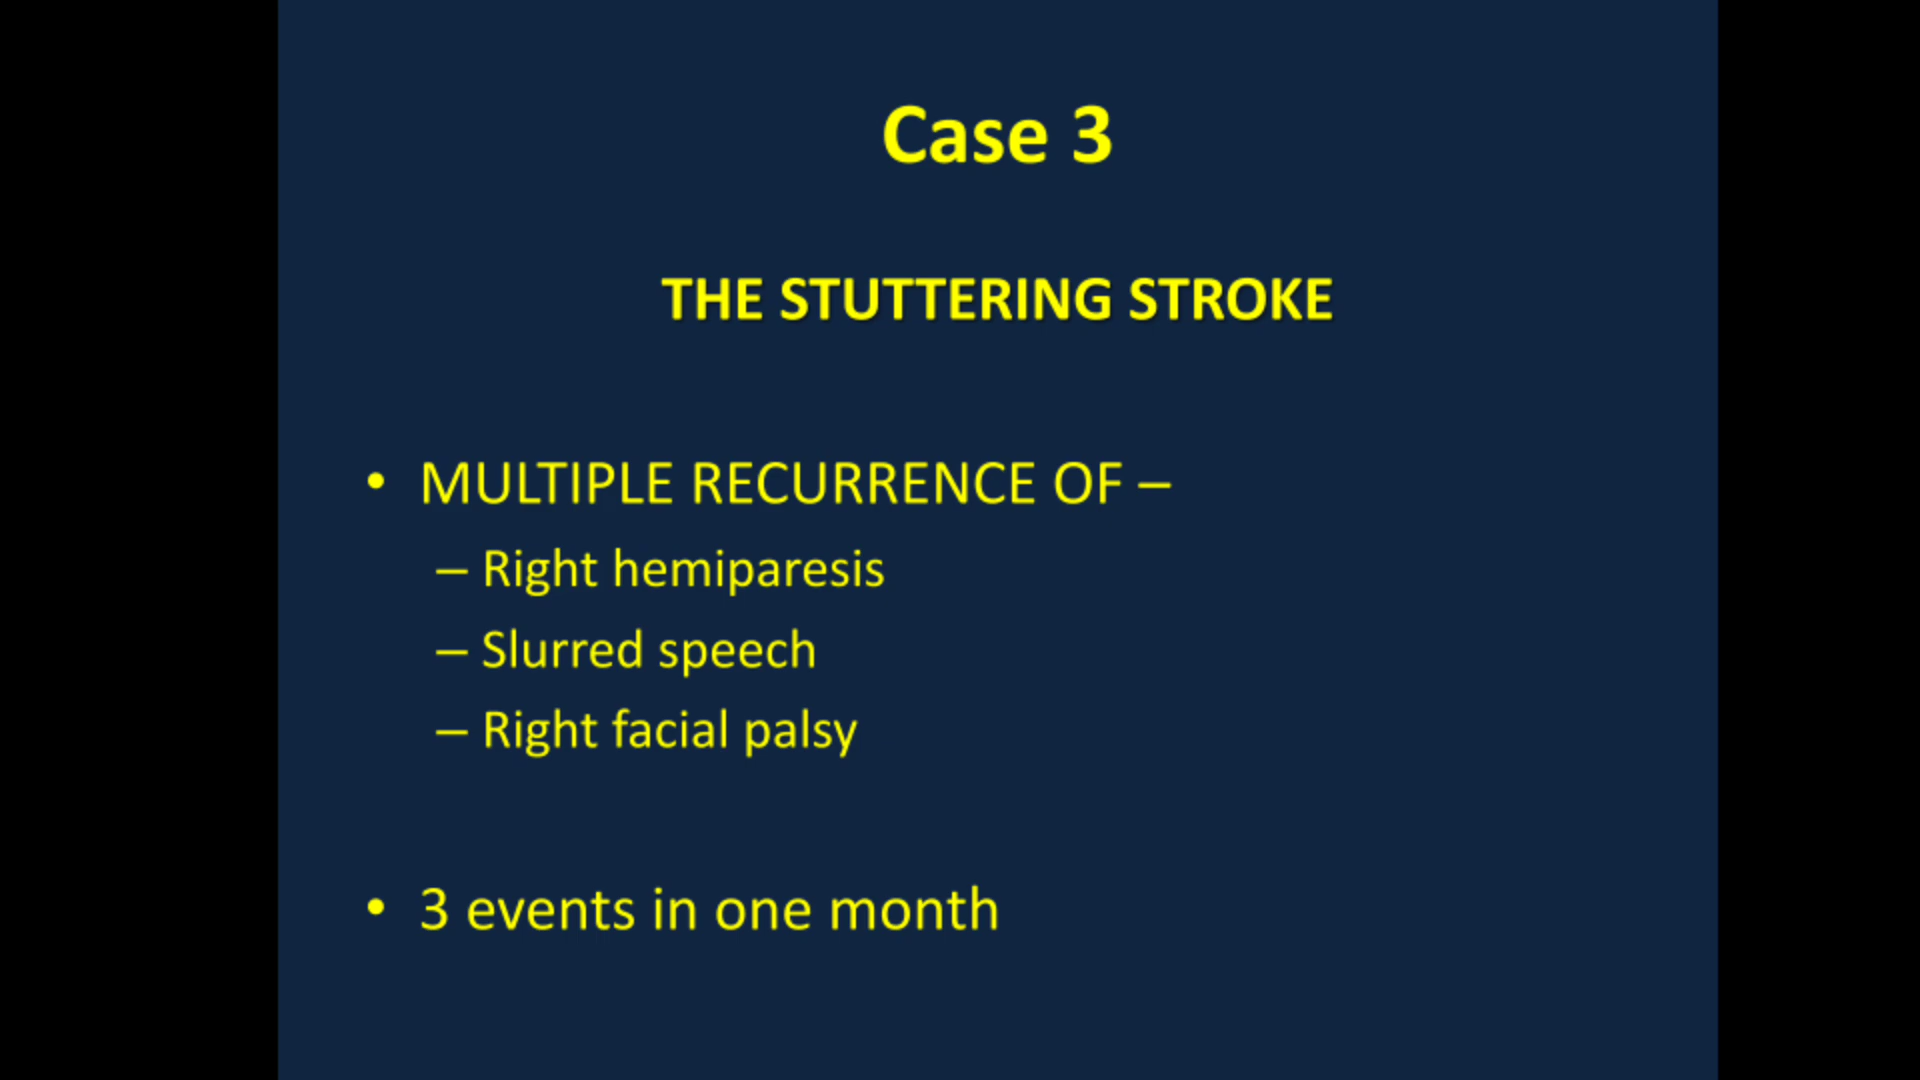 Case 3
THE STUTTERING STROKE
• MULTIPLE RECURRENCE OF –
– Right hemiparesis
– Slurred speech
– Right facial palsy
• 3 events in one month